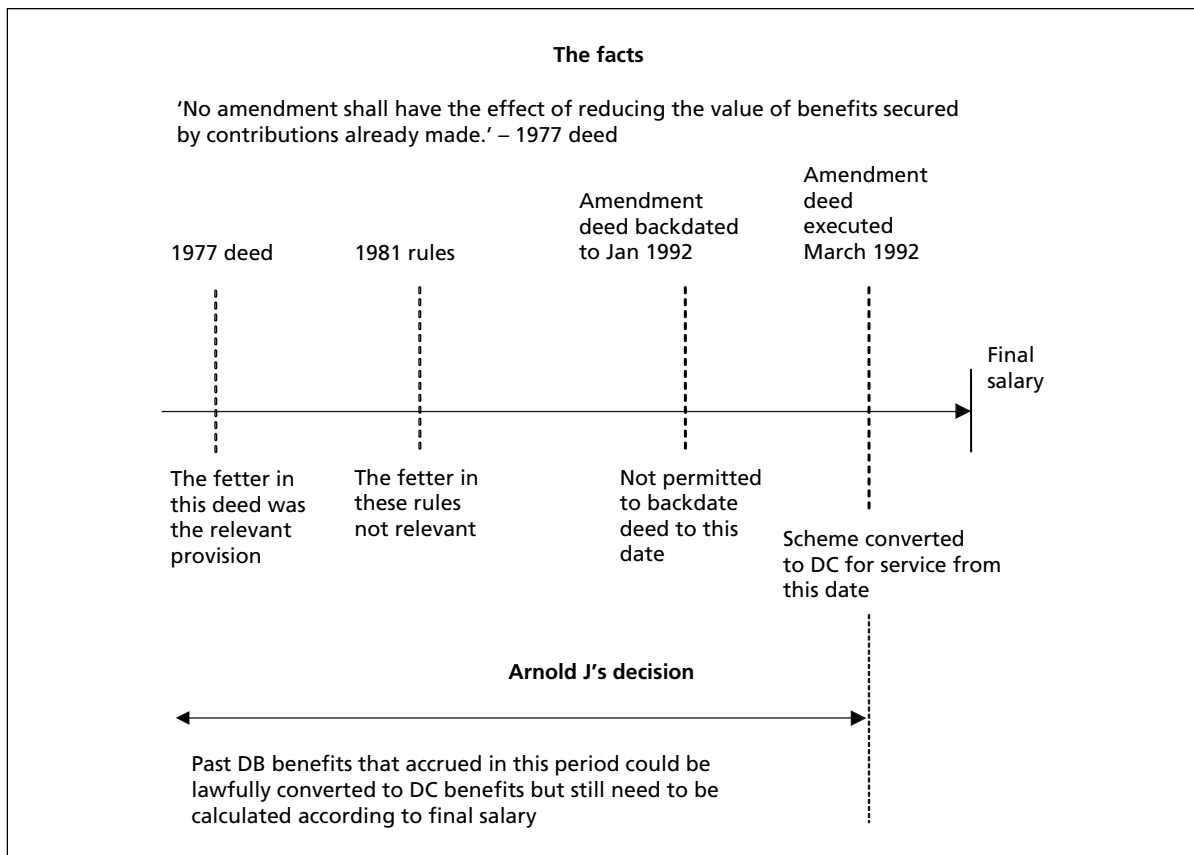 The facts
‘No amendment shall have the effect of reducing the value of benefits secured
by contributions already made.’ – 1977 deed
1977 deed
1981 rules
Amendment
deed backdated
to Jan 1992
Amendment
deed
executed
March 1992
Final
salary
The fetter in
this deed was
the relevant
provision
The fetter in
these rules
not relevant
Not permitted
to backdate
deed to this
date
Scheme converted
to DC for service from
this date
Arnold J’s decision
Past DB benefits that accrued in this period could be
lawfully converted to DC benefits but still need to be
calculated according to final salary